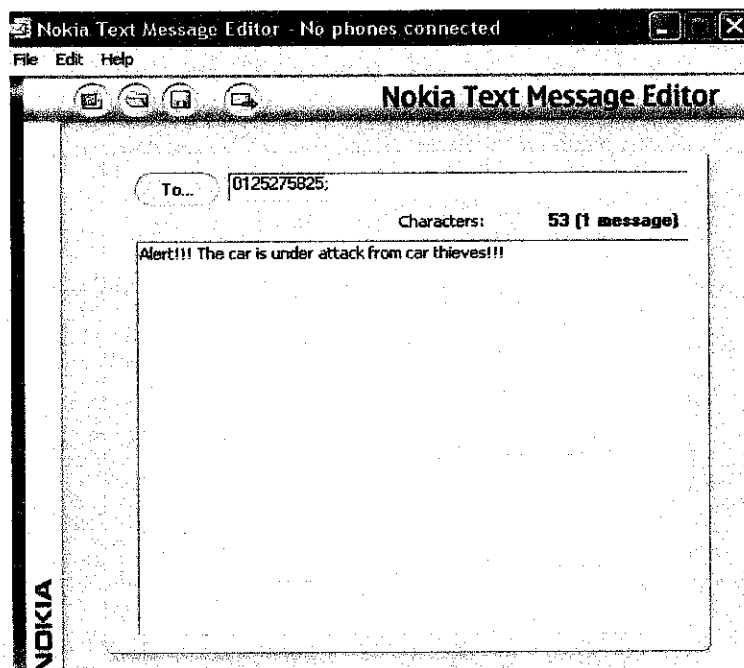 Nokia Text Message Editor - No phones connected
File Edit Help
Nokia Text Message Editor
To... 0125275825;
Characters: 53 (1 message)
Alert!!! The car is under attack from car thieves!!!
NOKIA